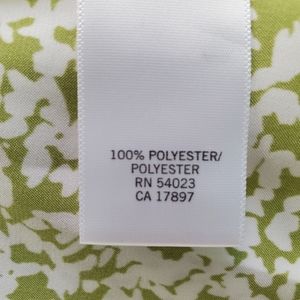 100% POLYESTER/
POLYESTER
RN 54023
CA 17897